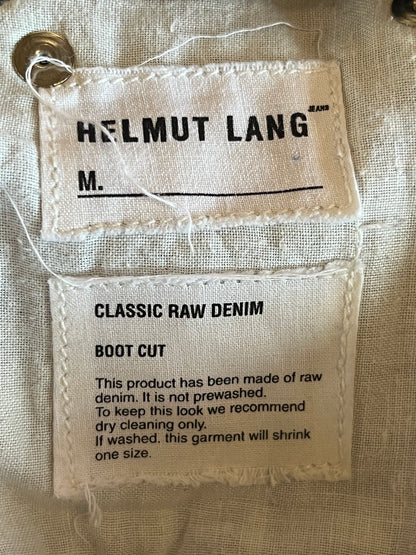 HELMUT LANG JEANS
M.
CLASSIC RAW DENIM
BOOT CUT
This product has been made of raw
denim. It is not prewashed.
To keep this look we recommend
dry cleaning only.
If washed. this garment will shrink
one size.